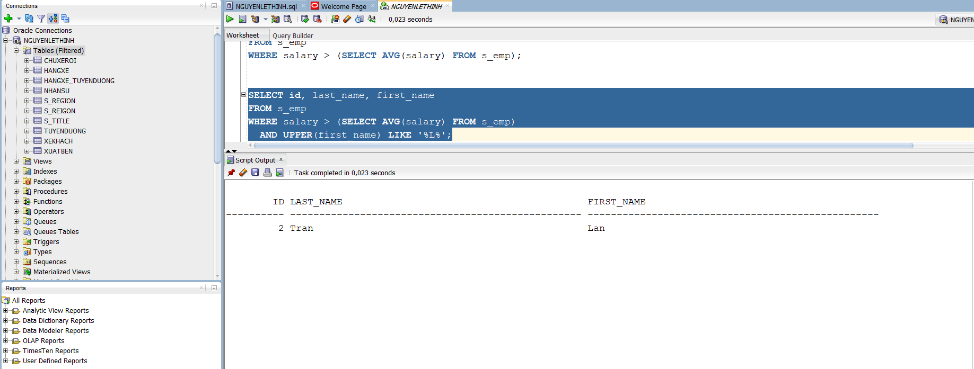 Connections
Oracle Connections
NGUYENLETHINH
Tables (Filtered)
CHUXEROI
HANGXE
HANGXE_TUYENDUONG
NHANSU
S_REGION
S_REIGON
S_TITLE
TUYENDUONG
XEKHACH
XUATBEN
Views
Indexes
Packages
Procedures
Functions
Operators
Queues
Queues Tables
Triggers
Types
Sequences
Materialized Views
Reports
All Reports
Analytic View Reports
Data Dictionary Reports
Data Modeler Reports
OLAP Reports
TimesTen Reports
User Defined Reports
NGUYENLETHINH.sql
Welcome Page
NGUYENLETHINH
0,023 seconds
NGUYEN
Worksheet
Query Builder
FROM s_emp
WHERE salary > (SELECT AVG(salary) FROM s_emp);
SELECT id, last_name, first_name
FROM s_emp
WHERE salary > (SELECT AVG(salary) FROM s_emp)
AND UPPER(first_name) LIKE '%L%';
Script Output
Task completed in 0,023 seconds
ID LAST_NAME FIRST_NAME
2 Tran Lan